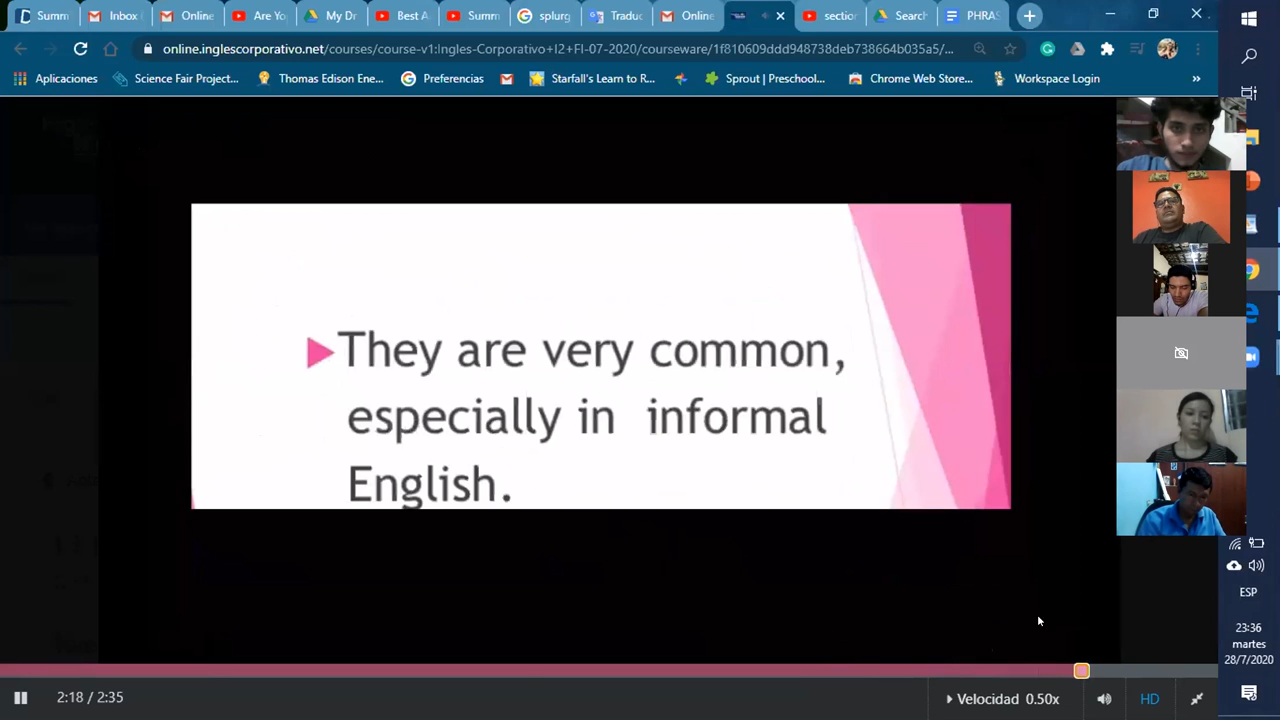 Summ
Inbox (
Online
Are Yo
My Dr
Best A
Summ
splurg
Traduc
Online
section
Search
PHRAS
online.inglescorporativo.net/courses/course-v1:Ingles-Corporativo+I2+FI-07-2020/courseware/1f810609ddd948738deb738664b035a5/...
Aplicaciones
Science Fair Project...
Thomas Edison Ene...
Preferencias
Starfall's Learn to R...
Sprout | Preschool...
Chrome Web Store...
Workspace Login
»
They are very common,
especially in informal
English.
2:18 / 2:35
Velocidad 0.50x
HD
ESP
23:36
martes
28/7/2020